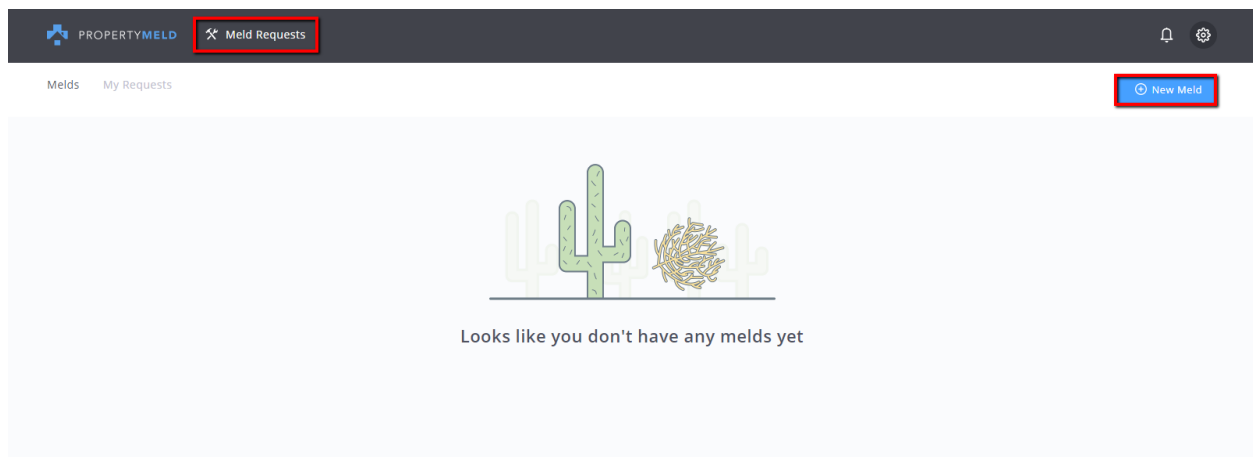 PROPERTYMELD Meld Requests
Melds My Requests New Meld
Looks like you don't have any melds yet